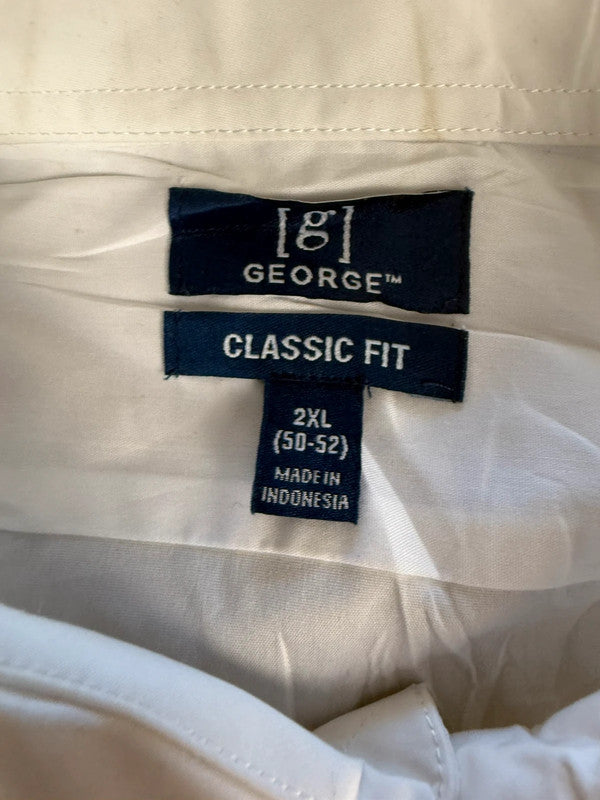 [g]
GEORGE™
CLASSIC FIT
2XL
(50-52)
MADE IN
INDONESIA